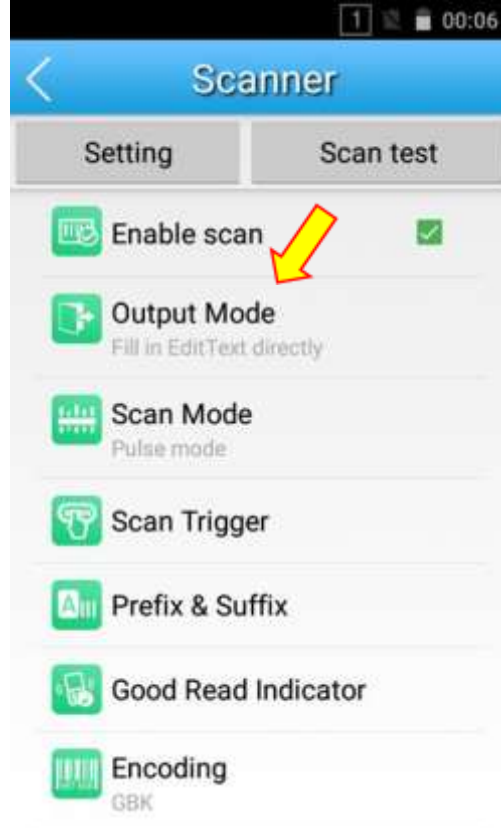 1 00:06
Scanner
Setting Scan test
Enable scan
Output Mode
Fill in EditText directly
Scan Mode
Pulse mode
Scan Trigger
Prefix & Suffix
Good Read Indicator
Encoding
GBK